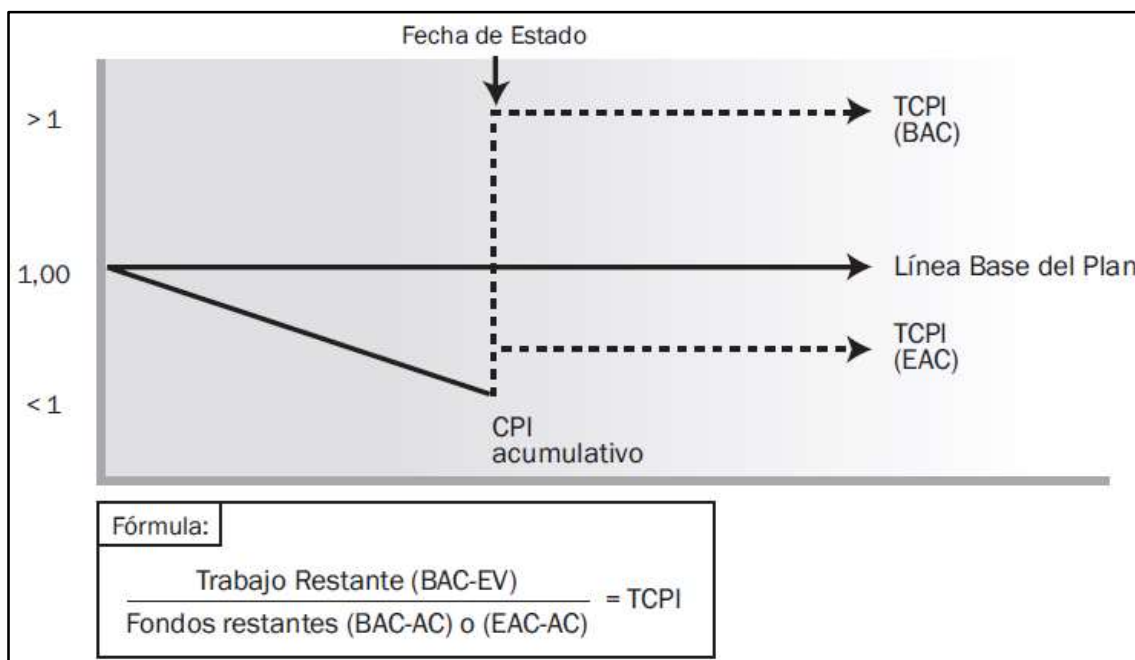 Fecha de Estado
> 1
TCPI
(BAC)
1,00
Línea Base del Plan
TCPI
(EAC)
< 1
CPI
acumulativo
Fórmula:
Trabajo Restante (BAC-EV)
Fondos restantes (BAC-AC) o (EAC-AC)
= TCPI